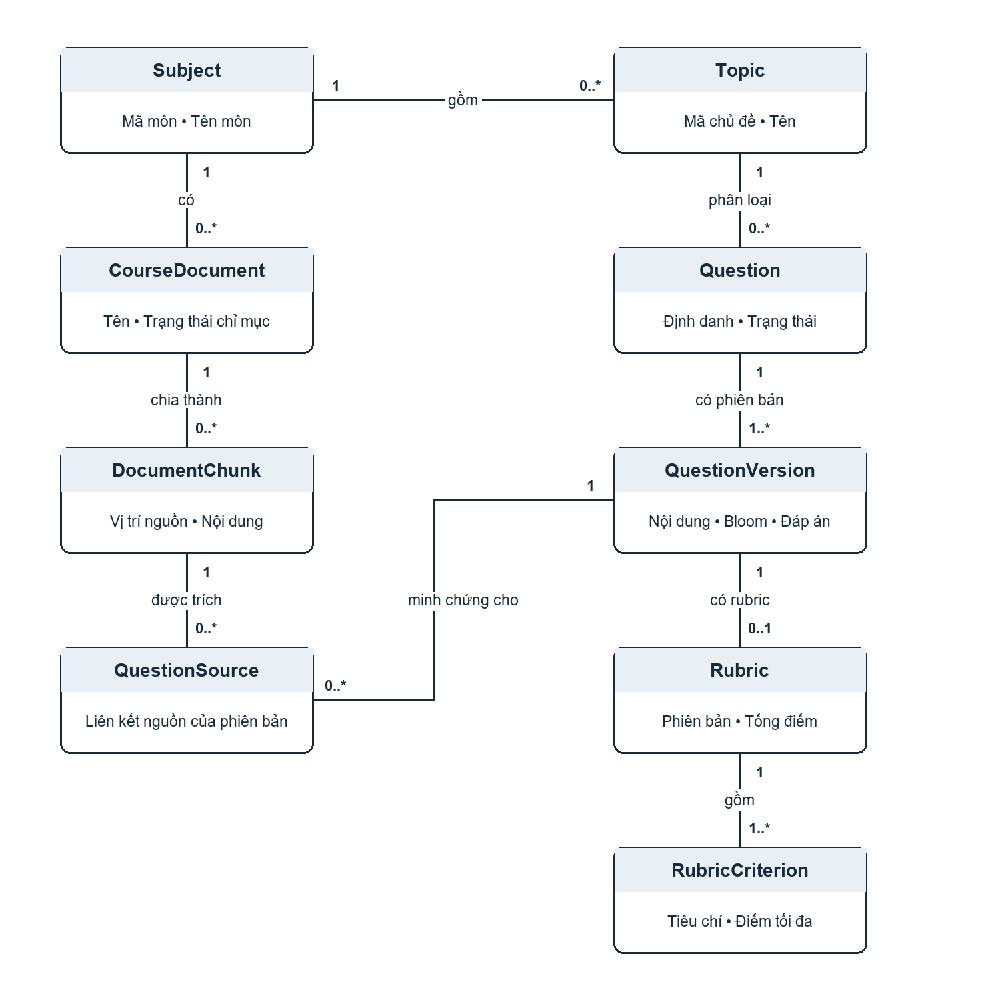 Subject
Mã môn • Tên môn
1
gồm
0..*
Topic
Mã chủ đề • Tên
1
có
0..*
1
phân loại
0..*
CourseDocument
Tên • Trạng thái chỉ mục
Question
Định danh • Trạng thái
1
chia thành
0..*
1
có phiên bản
1..*
DocumentChunk
Vị trí nguồn • Nội dung
1
QuestionVersion
Nội dung • Bloom • Đáp án
1
được trích
0..*
minh chứng cho
1
có rubric
0..1
QuestionSource
Liên kết nguồn của phiên bản
0..*
Rubric
Phiên bản • Tổng điểm
1
gồm
1..*
RubricCriterion
Tiêu chí • Điểm tối đa